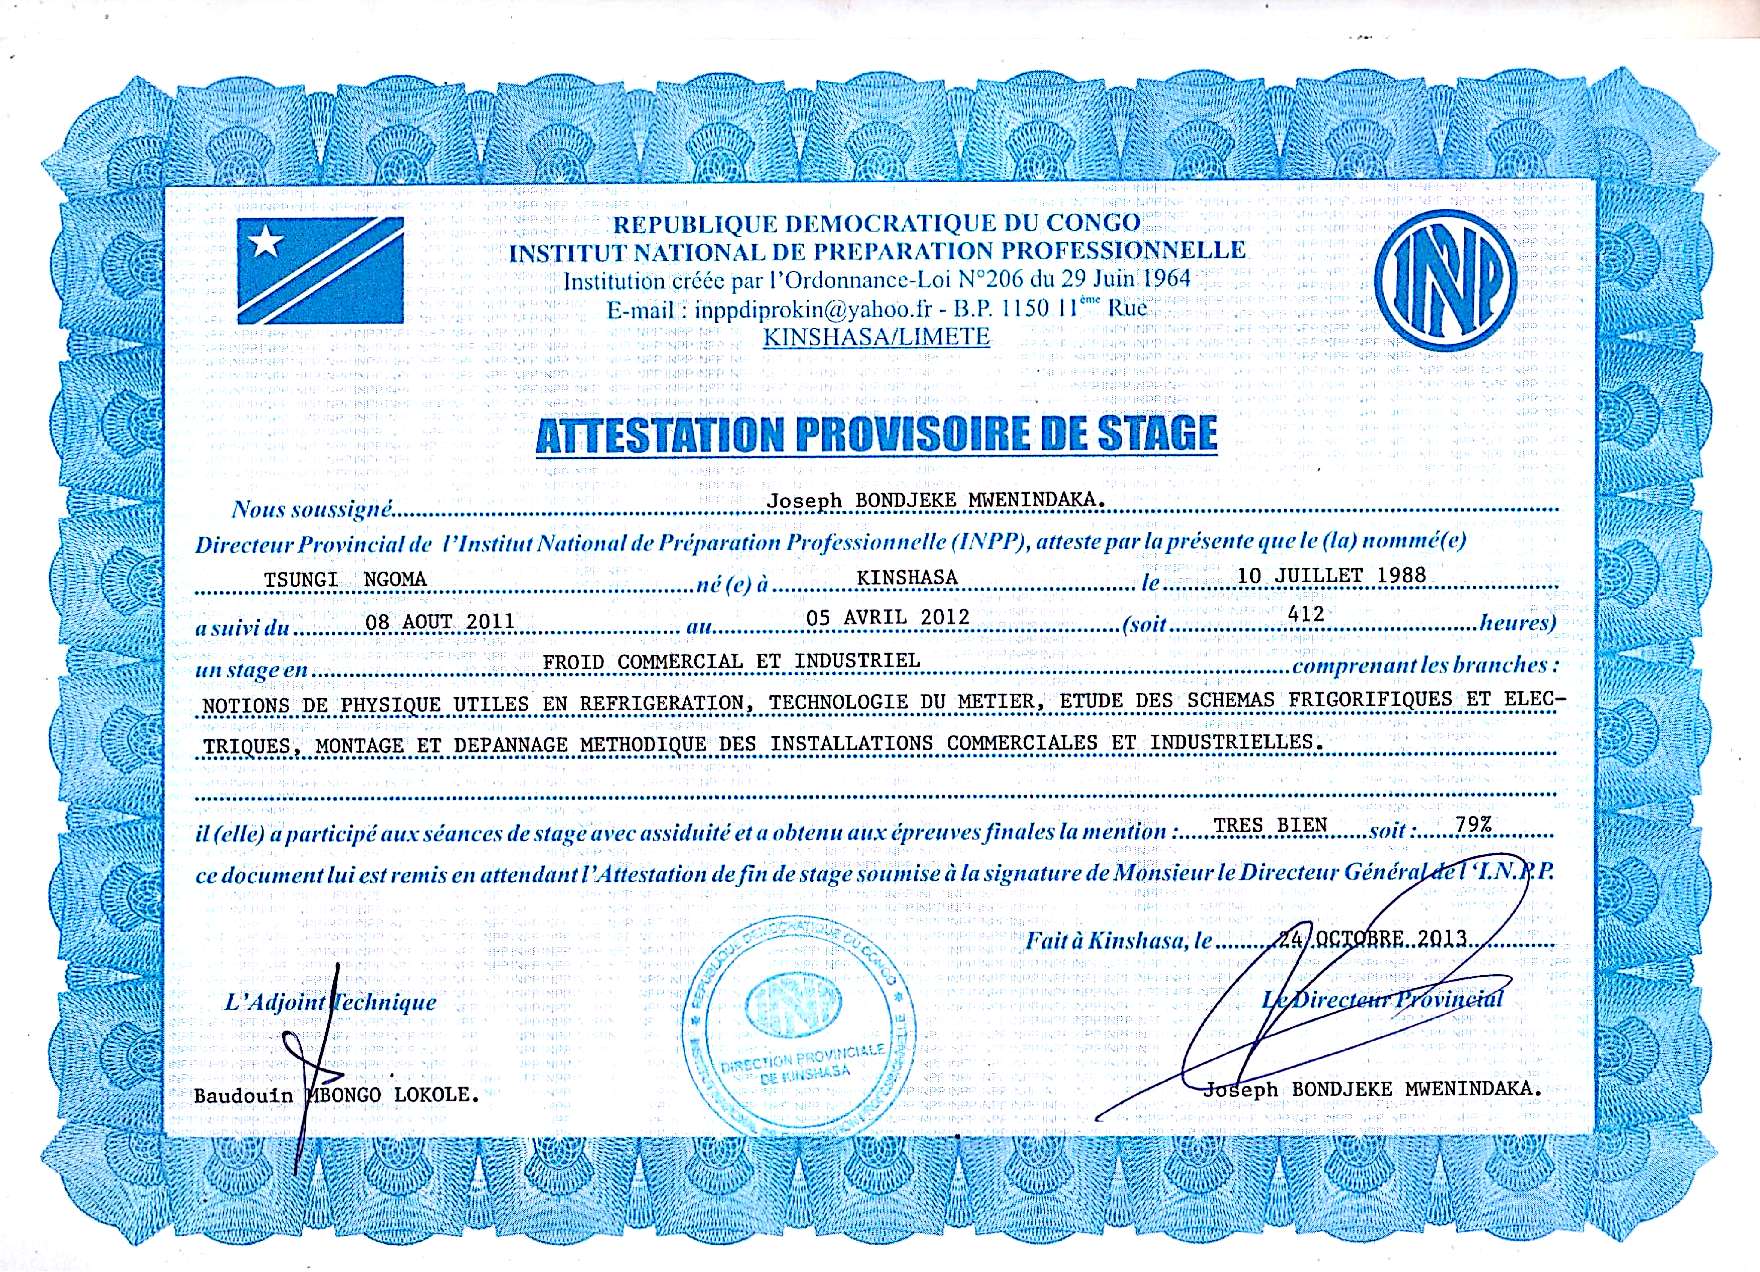 REPUBLIQUE DEMOCRATIQUE DU CONGO
INSTITUT NATIONAL DE PREPARATION PROFESSIONNELLE
Institution créée par l'Ordonnance-Loi N°206 du 29 Juin 1964
E-mail : inppdiprokin@yahoo.fr - B.P. 1150 11ème Rue
KINSHASA/LIMETE
INPP
ATTESTATION PROVISOIRE DE STAGE
Nous soussigné Joseph BONDJEKE MWENINDAKA.
Directeur Provincial de l'Institut National de Préparation Professionnelle (INPP), atteste par la présente que le (la) nommé(e)
TSUNGI NGOMA né (e) à KINSHASA le 10 JUILLET 1988
a suivi du 08 AOUT 2011 au 05 AVRIL 2012 (soit 412 heures)
un stage en FROID COMMERCIAL ET INDUSTRIEL comprenant les branches :
NOTIONS DE PHYSIQUE UTILES EN REFRIGERATION, TECHNOLOGIE DU METIER, ETUDE DES SCHEMAS FRIGORIFIQUES ET ELEC-
TRIQUES, MONTAGE ET DEPANNAGE METHODIQUE DES INSTALLATIONS COMMERCIALES ET INDUSTRIELLES.
il (elle) a participé aux séances de stage avec assiduité et a obtenu aux épreuves finales la mention : TRES BIEN soit : 79%
ce document lui est remis en attendant l'Attestation de fin de stage soumise à la signature de Monsieur le Directeur Général de l'I.N.P.P.
Fait à Kinshasa, le 24 OCTOBRE 2013
L'Adjoint Technique
Le Directeur Provincial
REPUBLIQUE DEMOCRATIQUE DU CONGO
DIRECTION PROVINCIALE
DE KINSHASA
Baudouin MBONGO LOKOLE.
Joseph BONDJEKE MWENINDAKA.